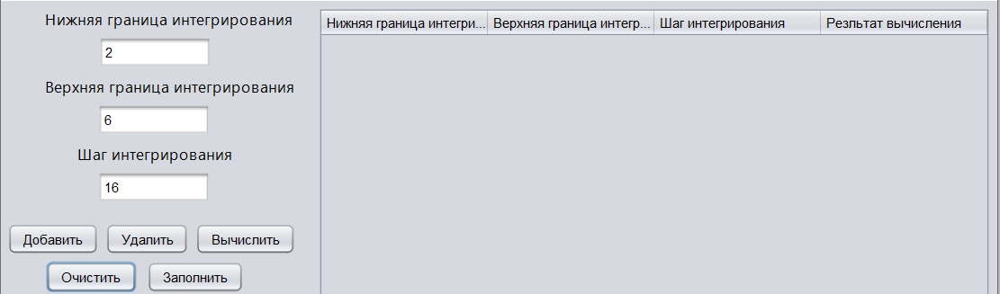 Нижняя граница интегрирования
2
Верхняя граница интегрирования
6
Шаг интегрирования
16
Добавить Удалить Вычислить
Очистить Заполнить
Нижняя граница интегри... Верхняя граница интегр... Шаг интегрирования Резльтат вычисления